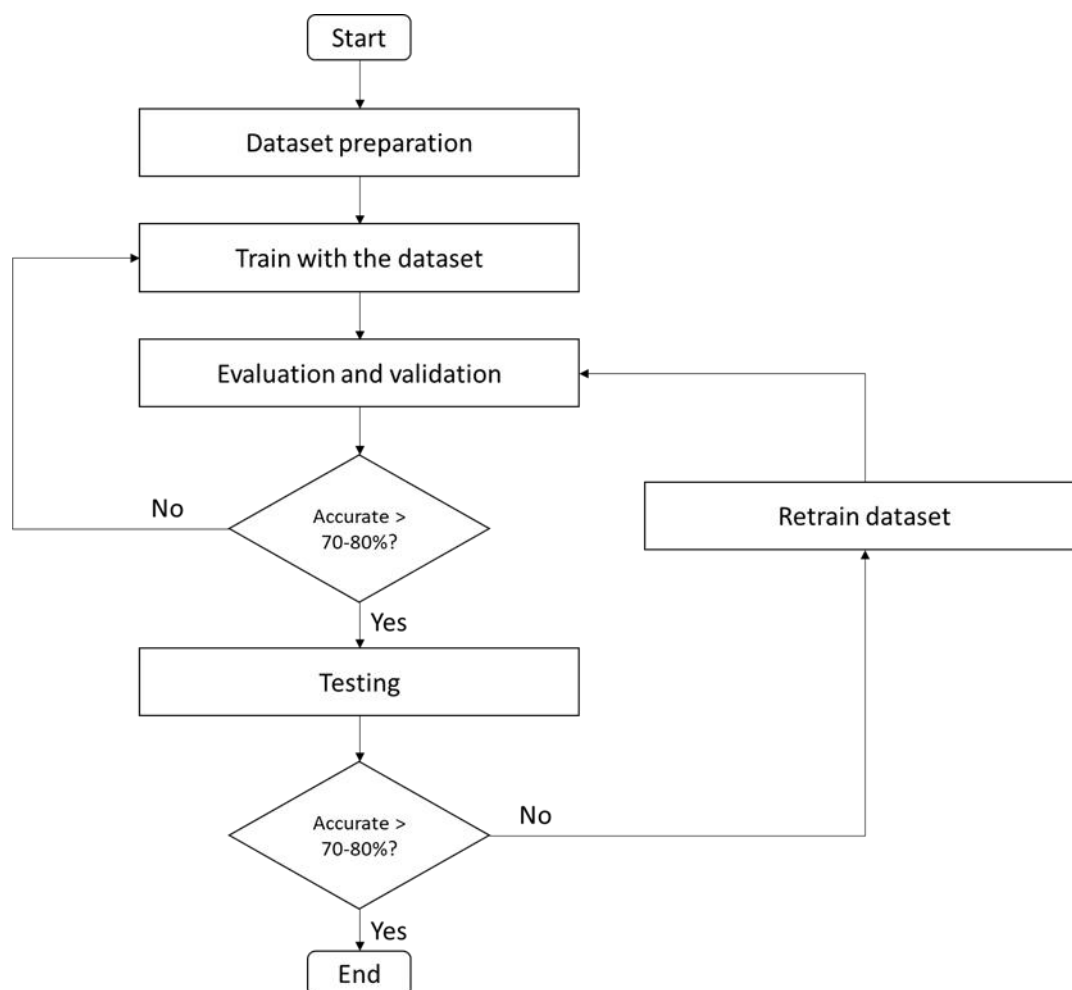 Start
Dataset preparation
Train with the dataset
Evaluation and validation
No
Accurate >
70-80%?
Retrain dataset
Yes
Testing
Accurate >
70-80%?
No
Yes
End